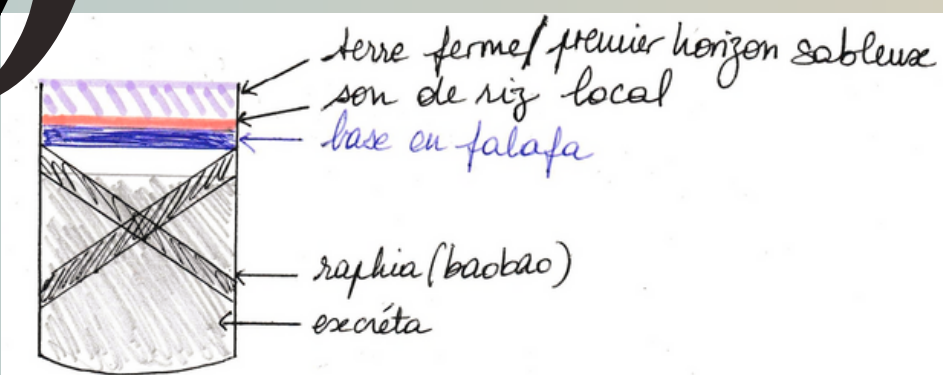 terre ferme/ premier horizon sableux
son de riz local
base en falafa
raphia (baobao)
excréta